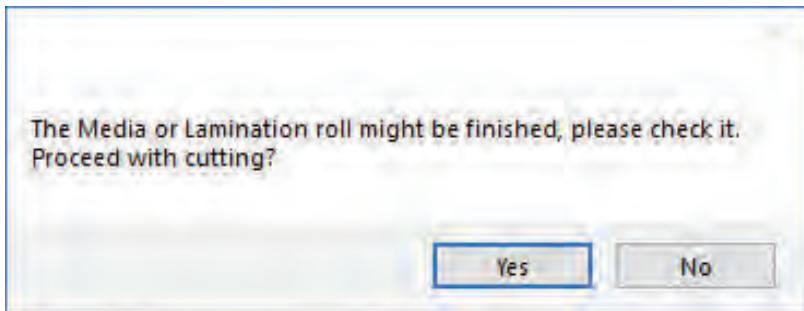 The Media or Lamination roll might be finished, please check it.
Proceed with cutting?
Yes No